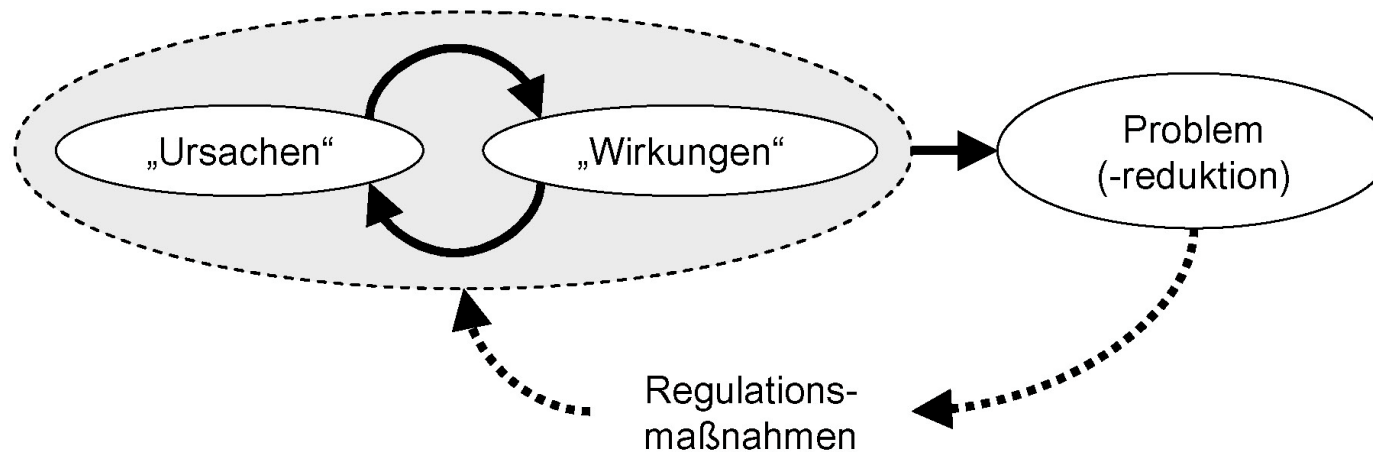 „Ursachen“
„Wirkungen“
Problem
(-reduktion)
Regulations-
maßnahmen